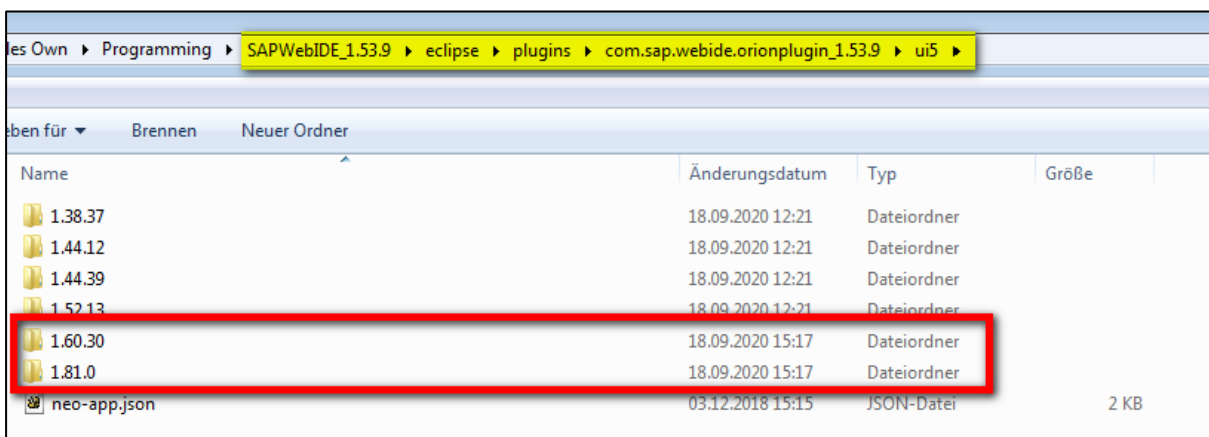 les Own ▸ Programming ▸ SAPWebIDE_1.53.9 ▸ eclipse ▸ plugins ▸ com.sap.webide.orionplugin_1.53.9 ▸ ui5 ▸
eben für Brennen Neuer Ordner
Name Änderungsdatum Typ Größe
1.38.37 18.09.2020 12:21 Dateiordner
1.44.12 18.09.2020 12:21 Dateiordner
1.44.39 18.09.2020 12:21 Dateiordner
1.52.13 18.09.2020 12:21 Dateiordner
1.60.30 18.09.2020 15:17 Dateiordner
1.81.0 18.09.2020 15:17 Dateiordner
neo-app.json 03.12.2018 15:15 JSON-Datei 2 KB